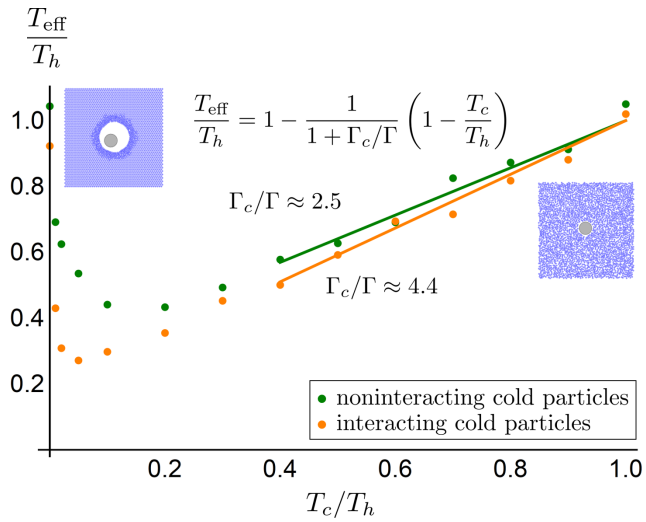 T_eff/T_h
T_eff/T_h = 1 − 1/(1 + Γ_c/Γ) (1 − T_c/T_h)
1.0
0.8
Γ_c/Γ ≈ 2.5
0.6
Γ_c/Γ ≈ 4.4
0.4
0.2
noninteracting cold particles
interacting cold particles
0.2 0.4 0.6 0.8 1.0
T_c/T_h